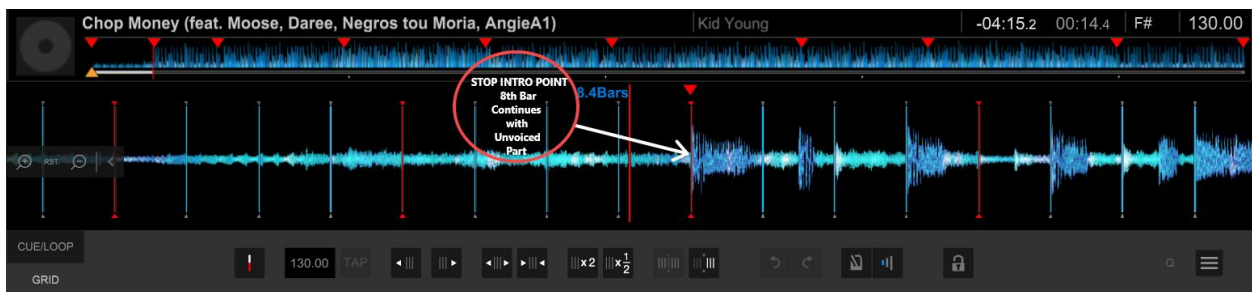 Chop Money (feat. Moose, Daree, Negros tou Moria, AngieA1) Kid Young -04:15.2 00:14.4 F# 130.00
STOP INTRO POINT
8th Bar
Continues
with
Unvoiced
Part
8.4Bars
RST
CUE/LOOP
GRID
130.00 TAP x2 x1/2 Q